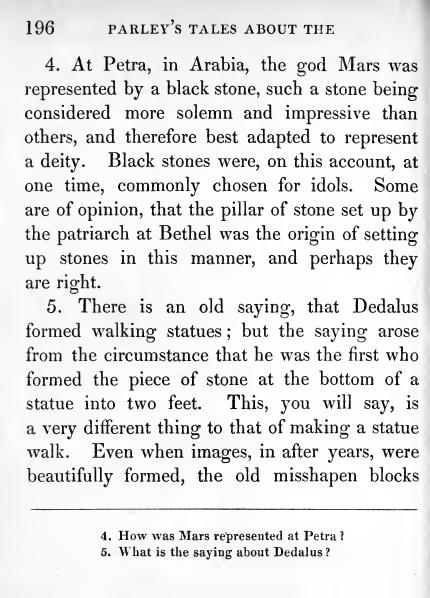 196 PARLEY'S TALES ABOUT THE
4. At Petra, in Arabia, the god Mars was
represented by a black stone, such a stone being
considered more solemn and impressive than
others, and therefore best adapted to represent
a deity. Black stones were, on this account, at
one time, commonly chosen for idols. Some
are of opinion, that the pillar of stone set up by
the patriarch at Bethel was the origin of setting
up stones in this manner, and perhaps they
are right.
5. There is an old saying, that Dedalus
formed walking statues; but the saying arose
from the circumstance that he was the first who
formed the piece of stone at the bottom of a
statue into two feet. This, you will say, is
a very different thing to that of making a statue
walk. Even when images, in after years, were
beautifully formed, the old misshapen blocks
4. How was Mars represented at Petra?
5. What is the saying about Dedalus?